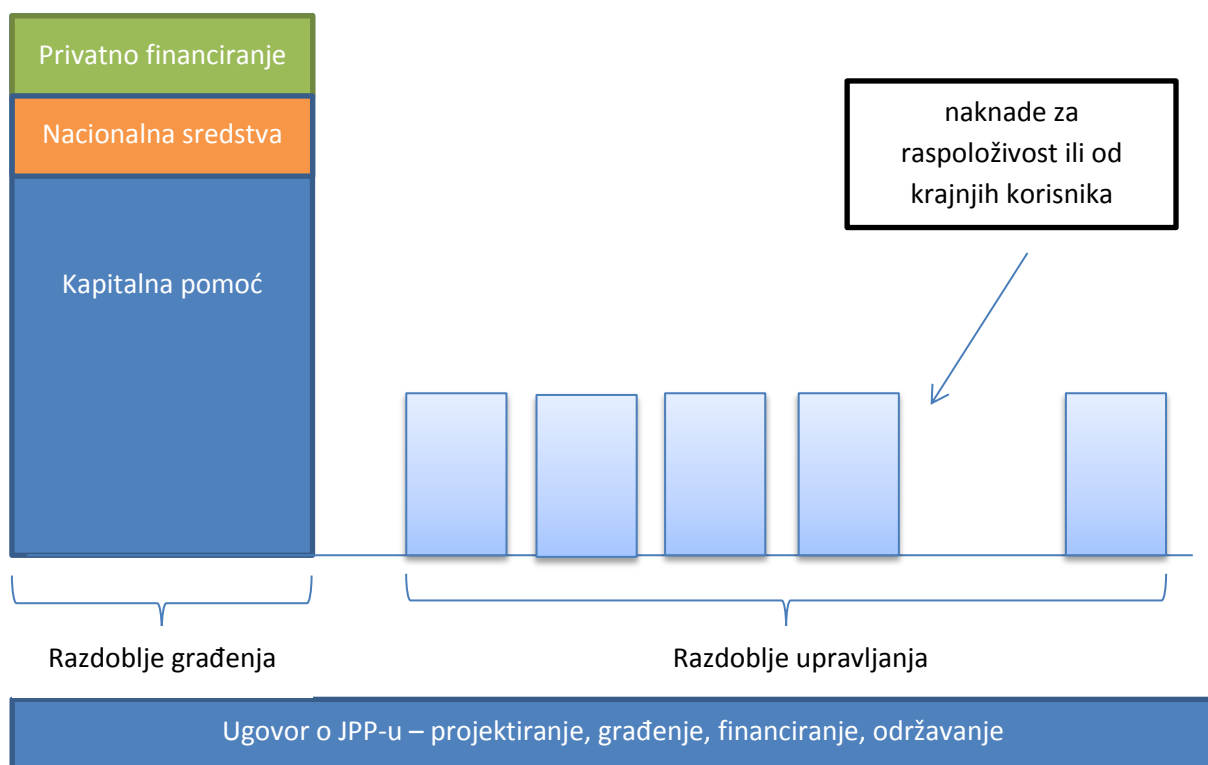 Privatno financiranje
Nacionalna sredstva
Kapitalna pomoć
naknade za
raspoloživost ili od
krajnjih korisnika
Razdoblje građenja
Razdoblje upravljanja
Ugovor o JPP-u – projektiranje, građenje, financiranje, održavanje